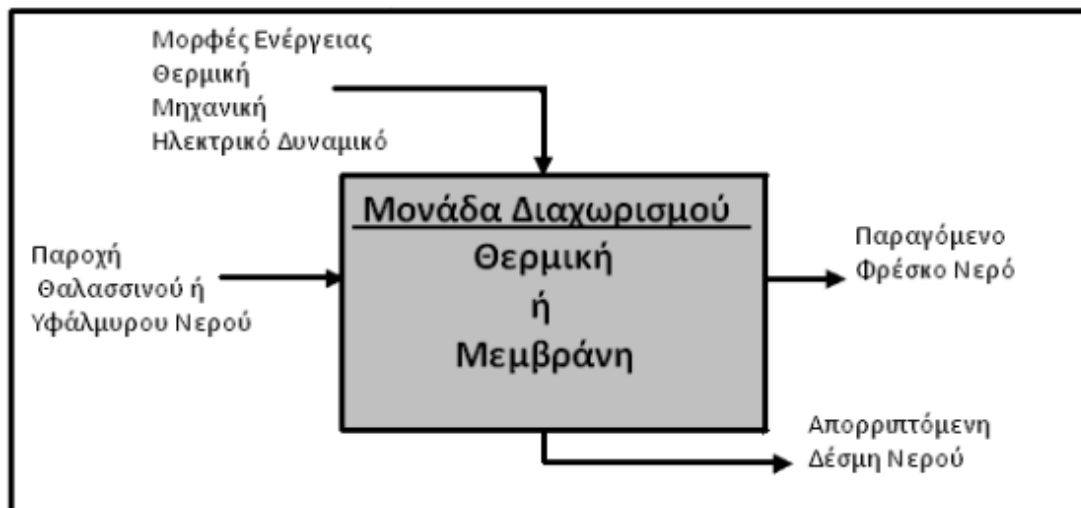 Μορφές Ενέργειας
Θερμική
Μηχανική
Ηλεκτρικό Δυναμικό
Μονάδα Διαχωρισμού
Θερμική
ή
Μεμβράνη
Παροχή
Θαλασσινού ή
Υφάλμυρου Νερού
Παραγόμενο
Φρέσκο Νερό
Απορριπτόμενη
Δέσμη Νερού